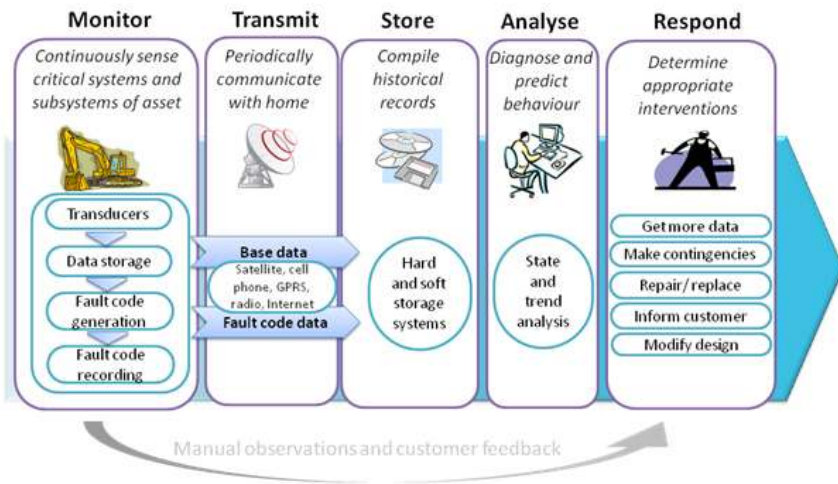 Monitor
Continuously sense
critical systems and
subsystems of asset
Transducers
Data storage
Fault code
generation
Fault code
recording
Transmit
Periodically
communicate
with home
Base data
Satellite, cell
phone, GPRS,
radio, Internet
Fault code data
Store
Compile
historical
records
Hard
and soft
storage
systems
Analyse
Diagnose and
predict
behaviour
State
and
trend
analysis
Respond
Determine
appropriate
interventions
Get more data
Make contingencies
Repair/ replace
Inform customer
Modify design
Manual observations and customer feedback